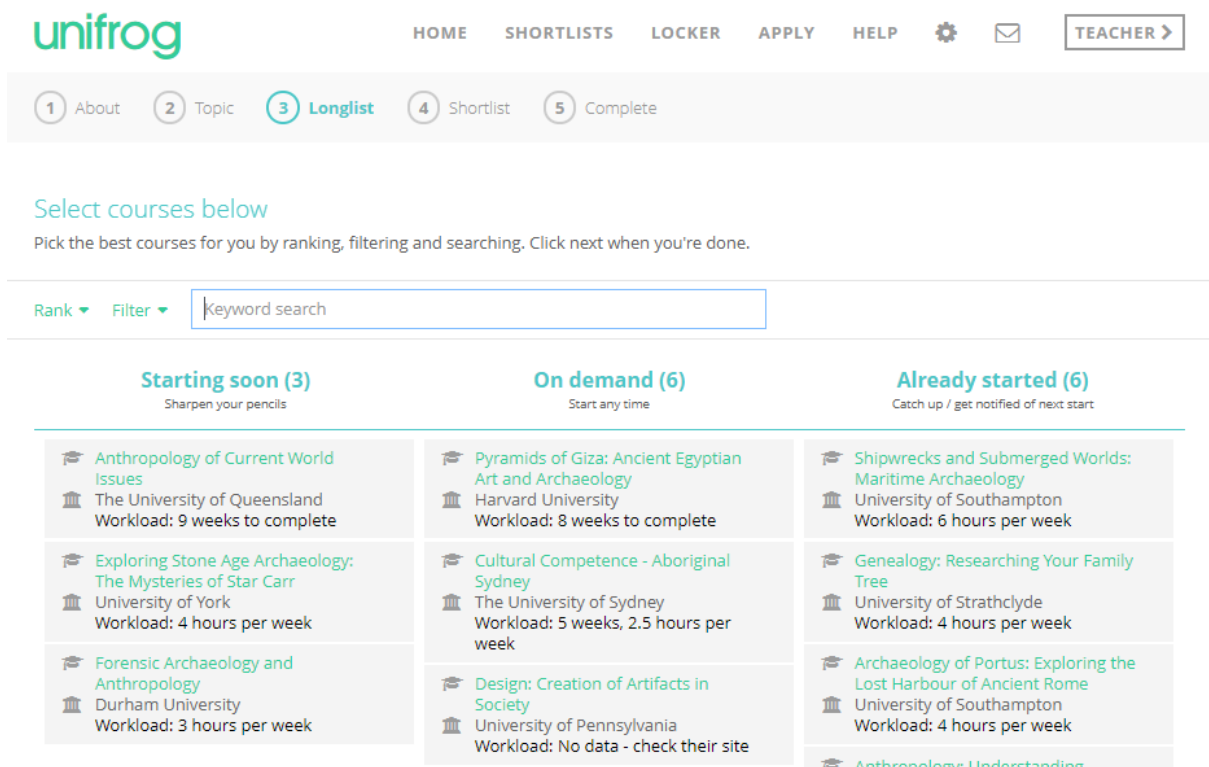 unifrog
HOME SHORTLISTS LOCKER APPLY HELP TEACHER
1 About 2 Topic 3 Longlist 4 Shortlist 5 Complete
Select courses below
Pick the best courses for you by ranking, filtering and searching. Click next when you're done.
Rank Filter Keyword search
Starting soon (3)
Sharpen your pencils
Anthropology of Current World
Issues
The University of Queensland
Workload: 9 weeks to complete
Exploring Stone Age Archaeology:
The Mysteries of Star Carr
University of York
Workload: 4 hours per week
Forensic Archaeology and
Anthropology
Durham University
Workload: 3 hours per week
On demand (6)
Start any time
Pyramids of Giza: Ancient Egyptian
Art and Archaeology
Harvard University
Workload: 8 weeks to complete
Cultural Competence - Aboriginal
Sydney
The University of Sydney
Workload: 5 weeks, 2.5 hours per
week
Design: Creation of Artifacts in
Society
University of Pennsylvania
Workload: No data - check their site
Already started (6)
Catch up / get notified of next start
Shipwrecks and Submerged Worlds:
Maritime Archaeology
University of Southampton
Workload: 6 hours per week
Genealogy: Researching Your Family
Tree
University of Strathclyde
Workload: 4 hours per week
Archaeology of Portus: Exploring the
Lost Harbour of Ancient Rome
University of Southampton
Workload: 4 hours per week
Anthropology: Understanding